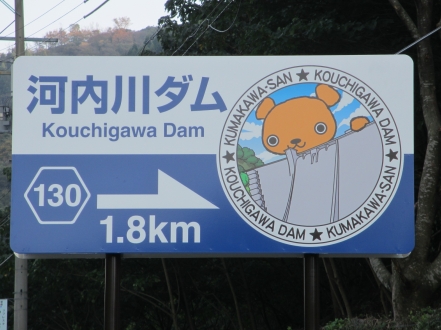 河内川ダム
Kouchigawa Dam
130
1.8km
KUMAKAWA-SAN ★ KOUCHIGAWA DAM ★ KUMAKAWA-SAN ★ KOUCHIGAWA DAM ★